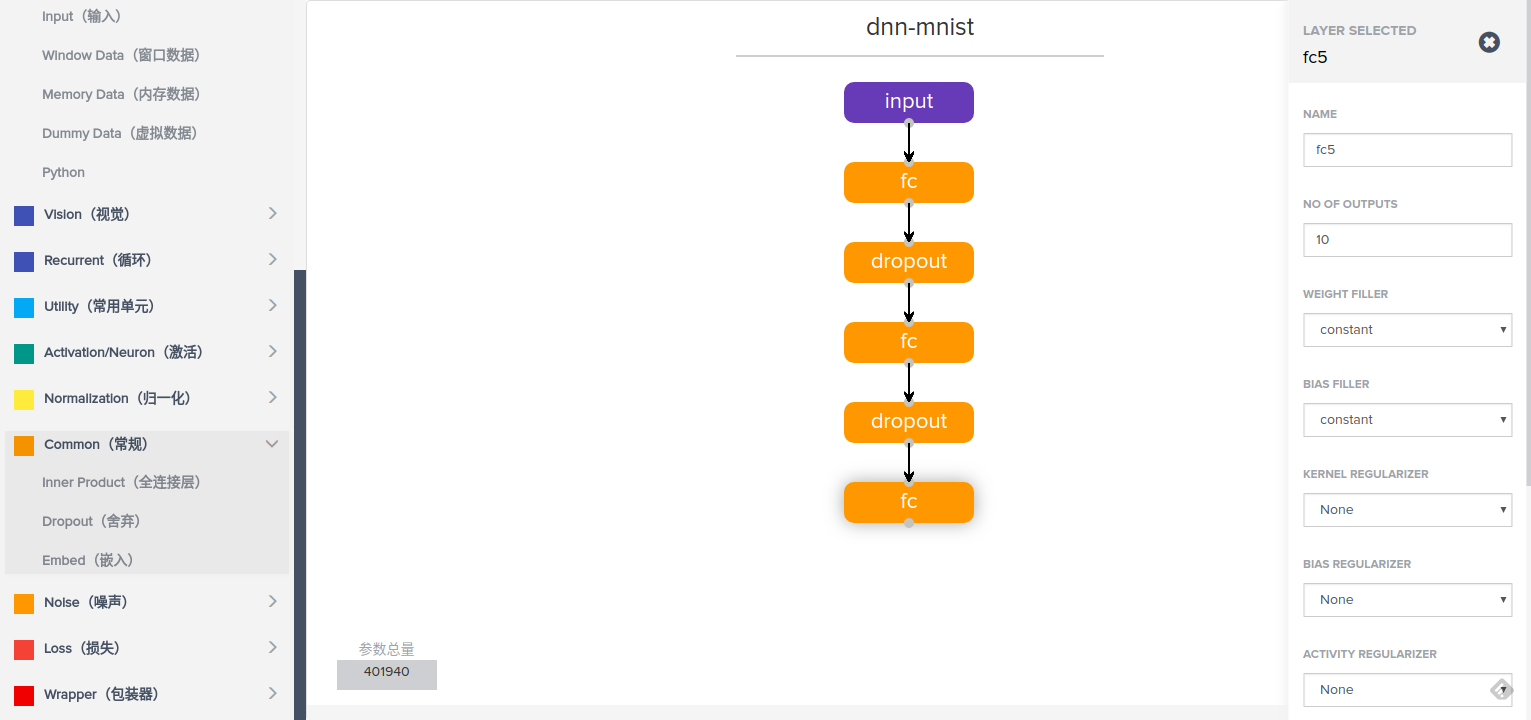 Input（输入）
Window Data（窗口数据）
Memory Data（内存数据）
Dummy Data（虚拟数据）
Python
Vision（视觉）
Recurrent（循环）
Utility（常用单元）
Activation/Neuron（激活）
Normalization（归一化）
Common（常规）
Inner Product（全连接层）
Dropout（舍弃）
Embed（嵌入）
Noise（噪声）
Loss（损失）
Wrapper（包装器）
dnn-mnist
input
fc
dropout
fc
dropout
fc
参数总量
401940
LAYER SELECTED
fc5
NAME
fc5
NO OF OUTPUTS
10
WEIGHT FILLER
constant
BIAS FILLER
constant
KERNEL REGULARIZER
None
BIAS REGULARIZER
None
ACTIVITY REGULARIZER
None